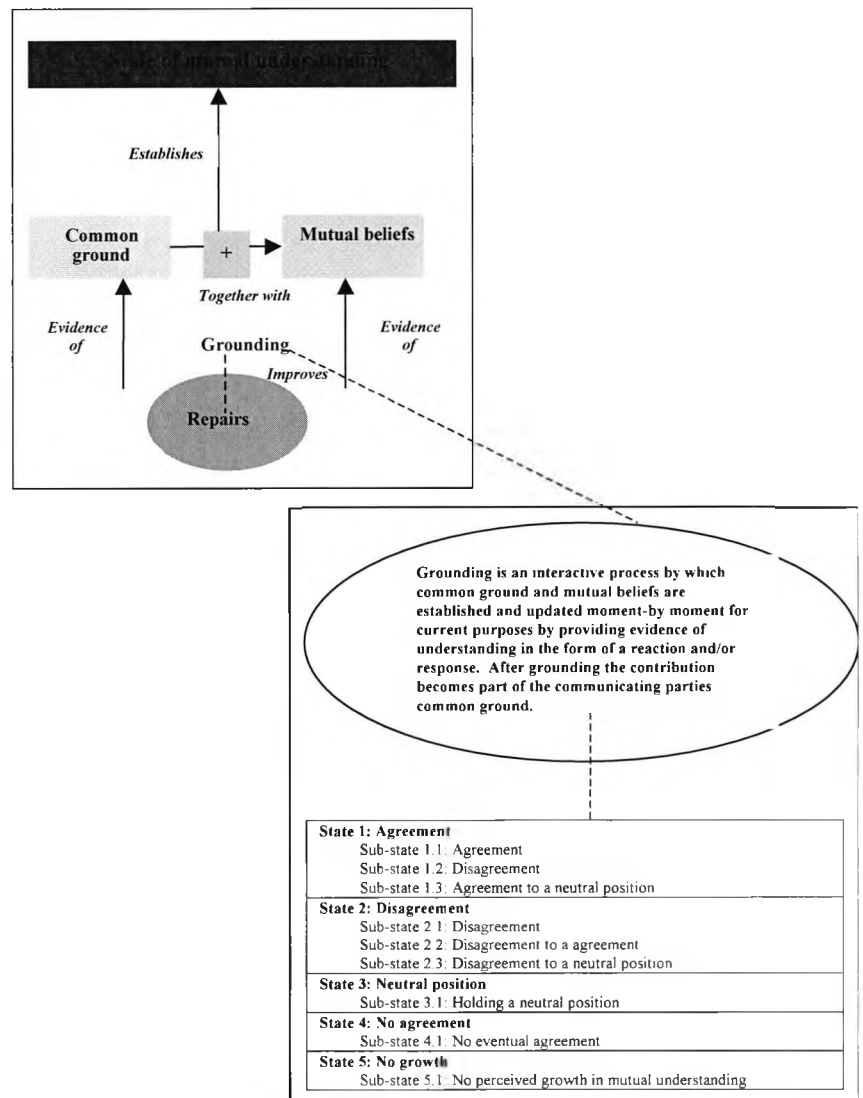 State of mutual understanding
Establishes
Common
ground
+
Mutual beliefs
Together with
Evidence
of
Evidence
of
Grounding
Improves
Repairs
Grounding is an interactive process by which
common ground and mutual beliefs are
established and updated moment-by moment for
current purposes by providing evidence of
understanding in the form of a reaction and/or
response. After grounding the contribution
becomes part of the communicating parties
common ground.
State 1: Agreement
Sub-state 1.1: Agreement
Sub-state 1.2: Disagreement
Sub-state 1.3: Agreement to a neutral position
State 2: Disagreement
Sub-state 2.1: Disagreement
Sub-state 2.2: Disagreement to a agreement
Sub-state 2.3: Disagreement to a neutral position
State 3: Neutral position
Sub-state 3.1: Holding a neutral position
State 4: No agreement
Sub-state 4.1: No eventual agreement
State 5: No growth
Sub-state 5.1: No perceived growth in mutual understanding